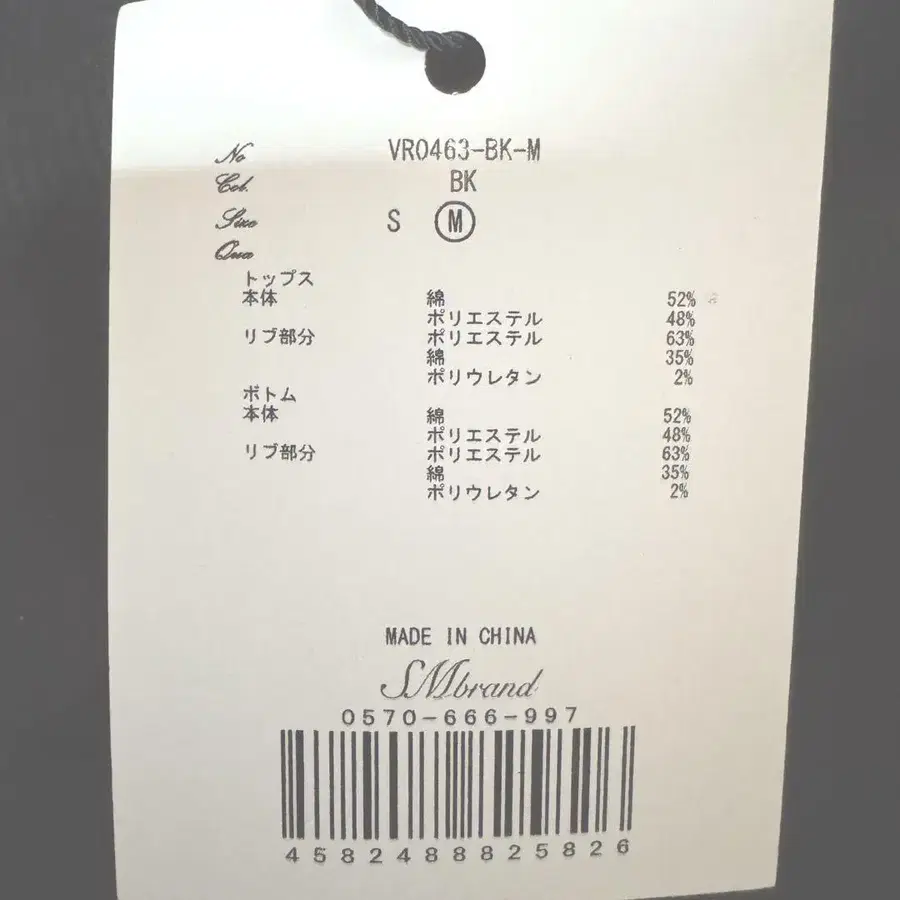 No VR0463-BK-M
Col. BK
Size S M
Qua
トップス
本体 綿 52%
ポリエステル 48%
リブ部分 ポリエステル 63%
綿 35%
ポリウレタン 2%
ボトム
本体 綿 52%
ポリエステル 48%
リブ部分 ポリエステル 63%
綿 35%
ポリウレタン 2%
MADE IN CHINA
SMbrand
0570-666-997
4582488825826